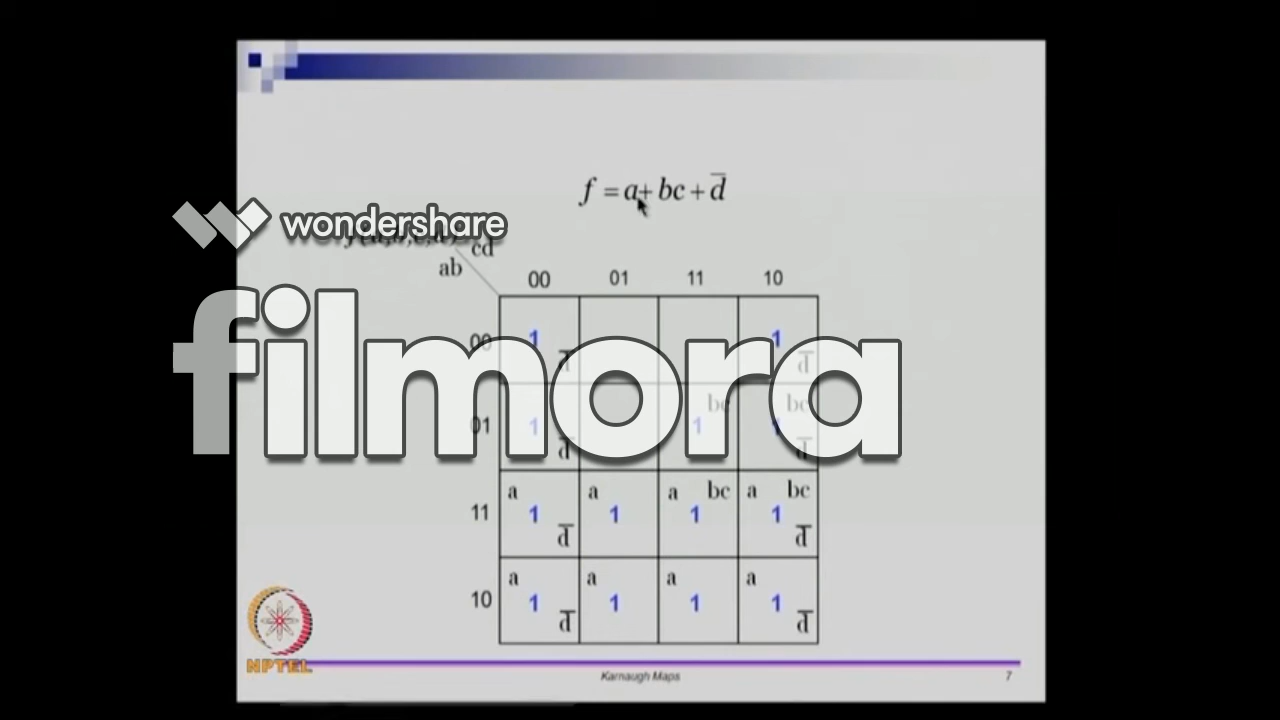 f = a + bc + d̅
wondershare
cd
ab
00 01 11 10
filmora
00 1 d̅ 1 d̅
bc bc
01 1 d̅ 1 1 d̅
a a a bc a bc
11 1 d̅ 1 1 1 d̅
a a a a
10 1 d̅ 1 1 1 d̅
NPTEL
Karnaugh Maps 7